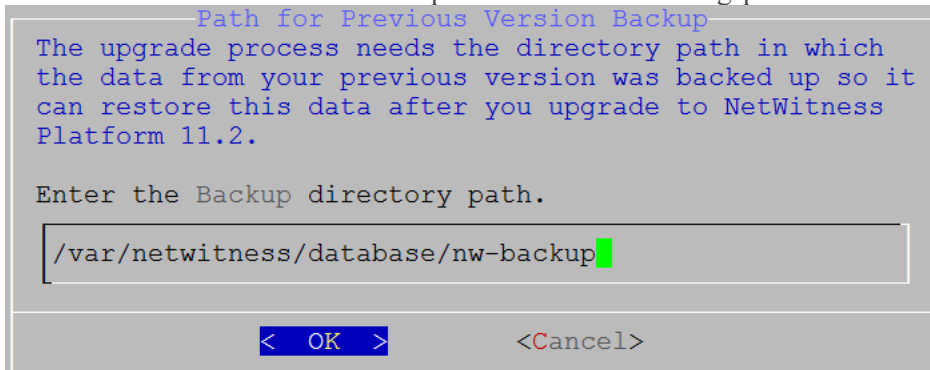 Path for Previous Version Backup
The upgrade process needs the directory path in which
the data from your previous version was backed up so it
can restore this data after you upgrade to NetWitness
Platform 11.2.
Enter the Backup directory path.
/var/netwitness/database/nw-backup
< OK > <Cancel>